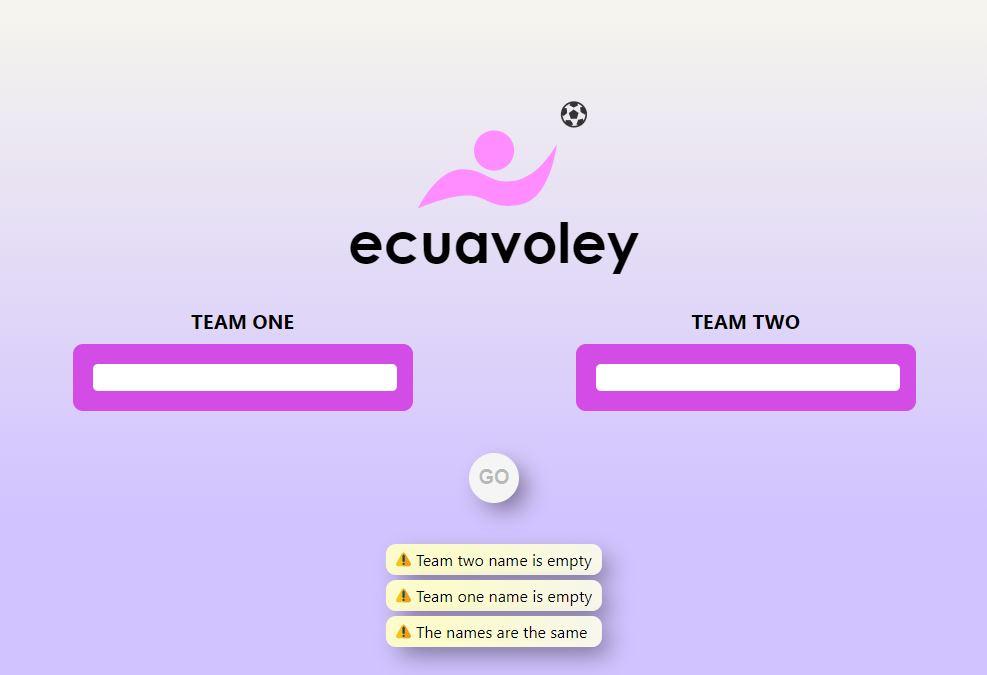 ecuavoley
TEAM ONE
TEAM TWO
GO
Team two name is empty
Team one name is empty
The names are the same